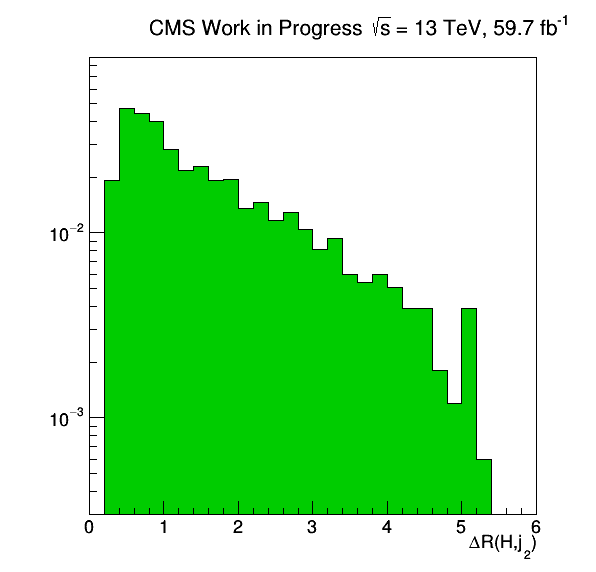 CMS Work in Progress √s = 13 TeV, 59.7 fb⁻¹
10⁻²
10⁻³
0 1 2 3 4 5 6
ΔR(H,j₂)